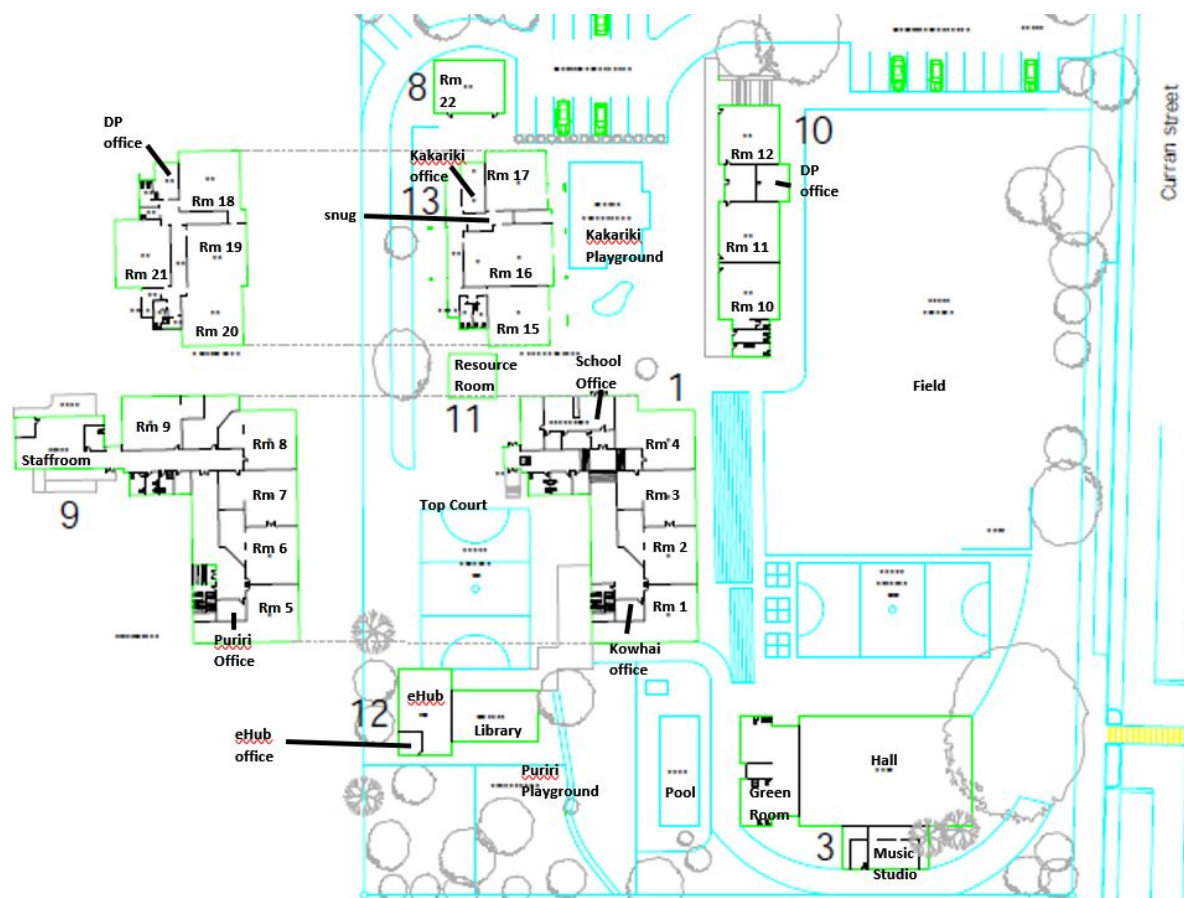 8
Rm
22
10
Curran street
DP
office
Rm 18
Rm 19
Rm 21
Rm 20
Kakariki
office
Rm 17
13
snug
Rm 16
Rm 15
Kakariki
Playground
Rm 12
DP
office
Rm 11
Rm 10
Resource
Room
11
School
Office
1
Field
Rm 9
Rm 8
Staffroom
9
Rm 7
Rm 6
Rm 5
Puriri
Office
Top Court
Rm 4
Rm 3
Rm 2
Rm 1
Kowhai
office
12
eHub
Library
eHub
office
Puriri
Playground
Pool
Green
Room
Hall
3
Music
Studio